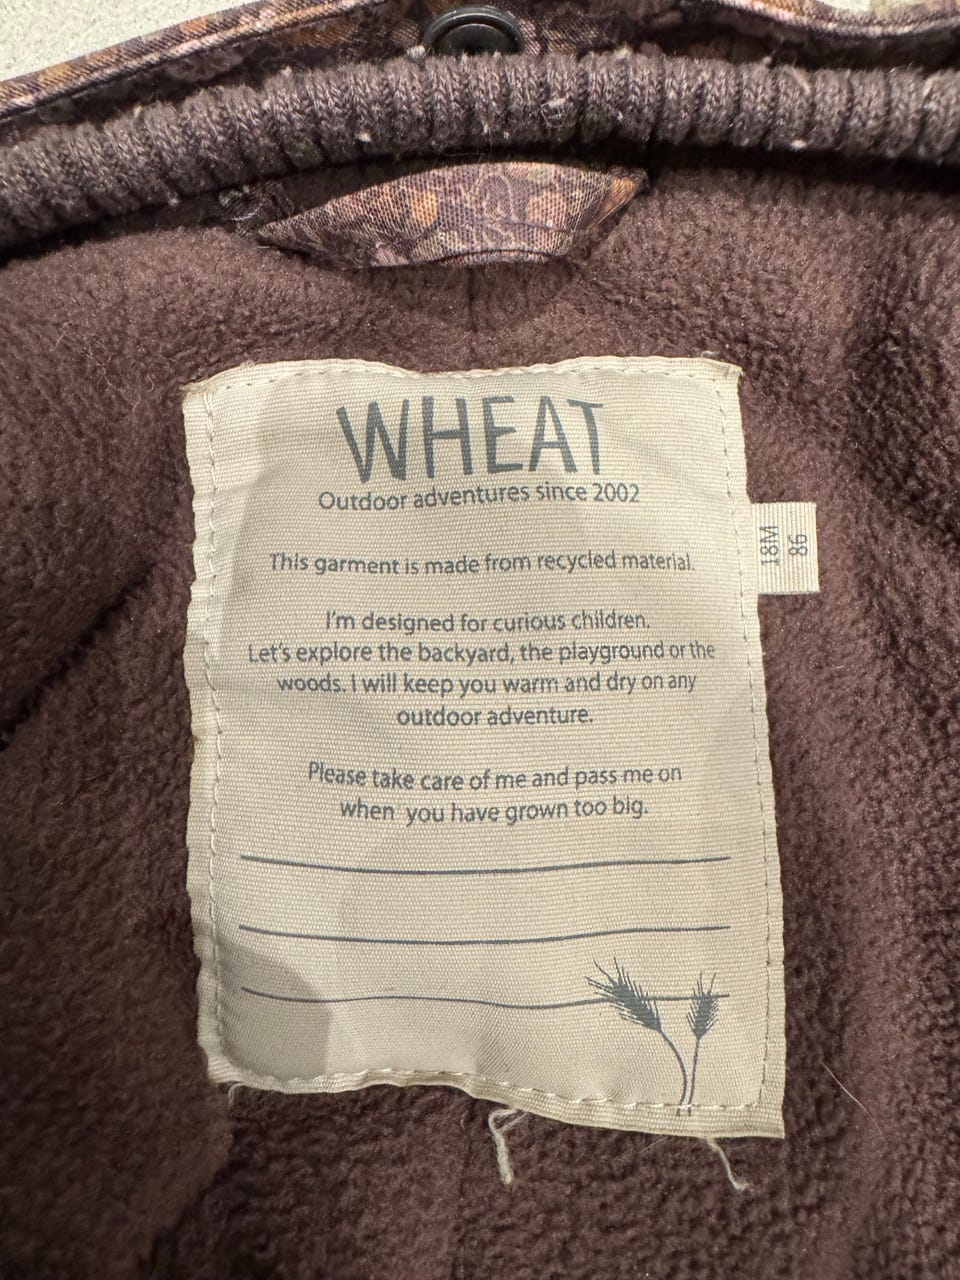 WHEAT
Outdoor adventures since 2002
This garment is made from recycled material.
I'm designed for curious children.
Let's explore the backyard, the playground or the
woods. I will keep you warm and dry on any
outdoor adventure.
Please take care of me and pass me on
when you have grown too big.
18M
86